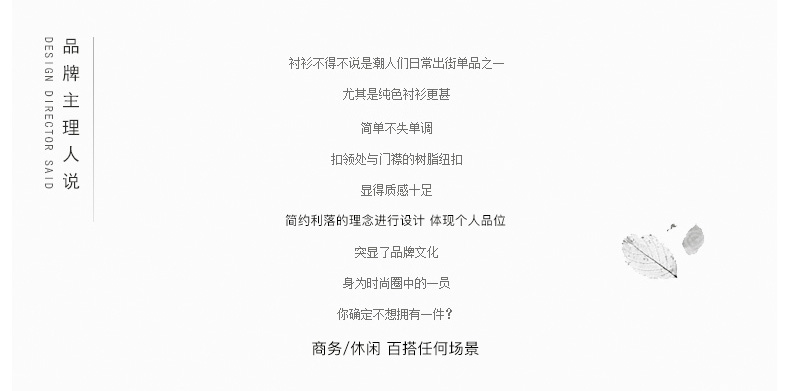 品牌主理人说
DESIGN DIRECTOR SAID
衬衫不得不说是潮人们日常出街单品之一
尤其是纯色衬衫更甚
简单不失单调
扣领处与门襟的树脂纽扣
显得质感十足
简约利落的理念进行设计 体现个人品位
突显了品牌文化
身为时尚圈中的一员
你确定不想拥有一件?
商务/休闲 百搭任何场景